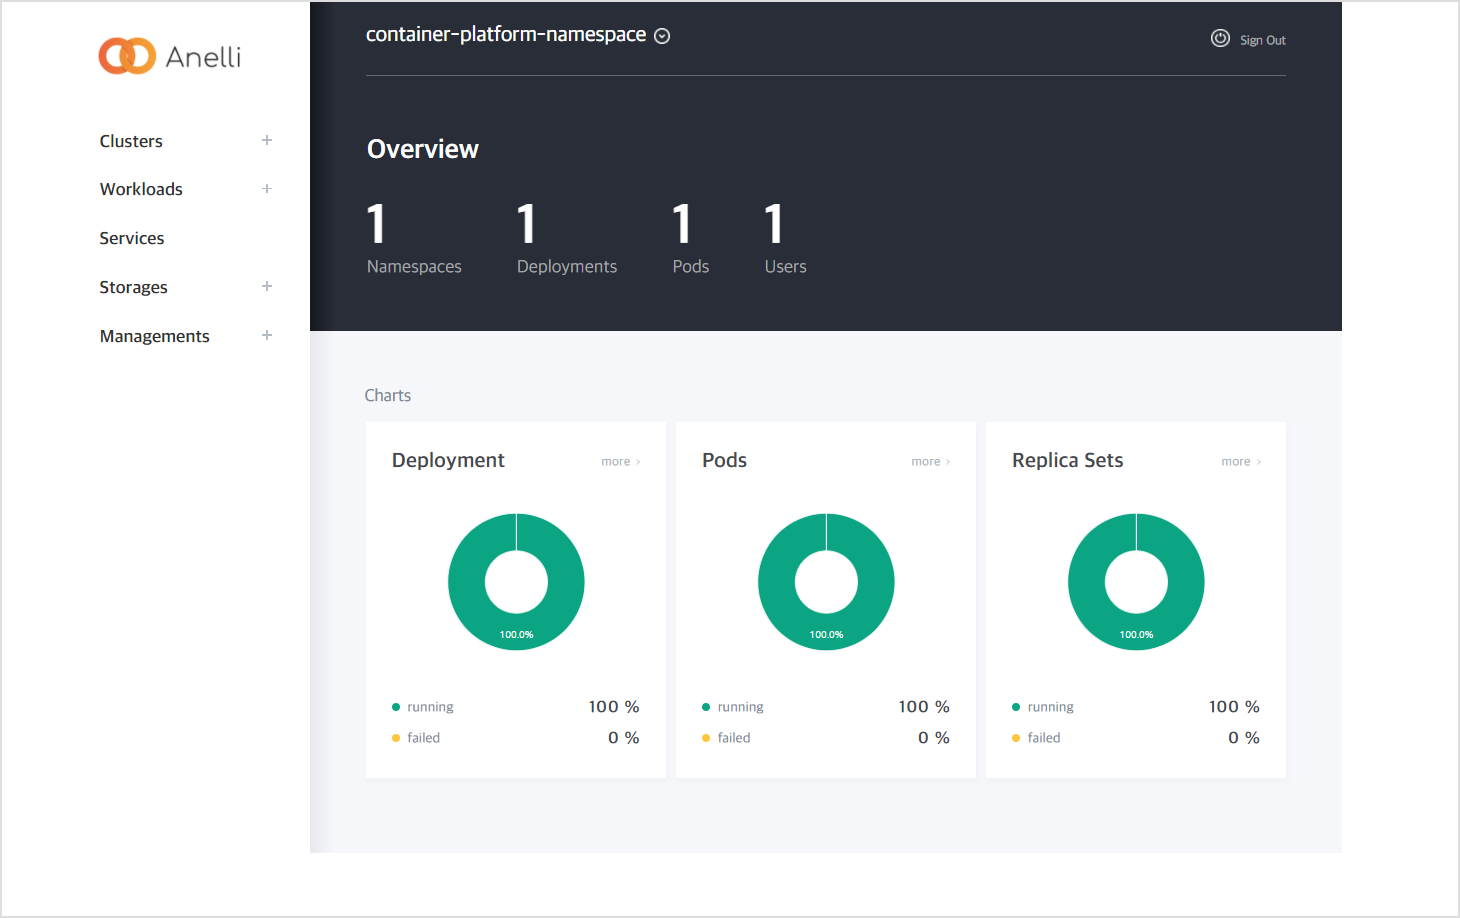 Anelli
Clusters +
Workloads +
Services
Storages +
Managements +
container-platform-namespace
Sign Out
Overview
1 1 1 1
Namespaces Deployments Pods Users
Charts
Deployment more ›
100.0%
running 100 %
failed 0 %
Pods more ›
100.0%
running 100 %
failed 0 %
Replica Sets more ›
100.0%
running 100 %
failed 0 %